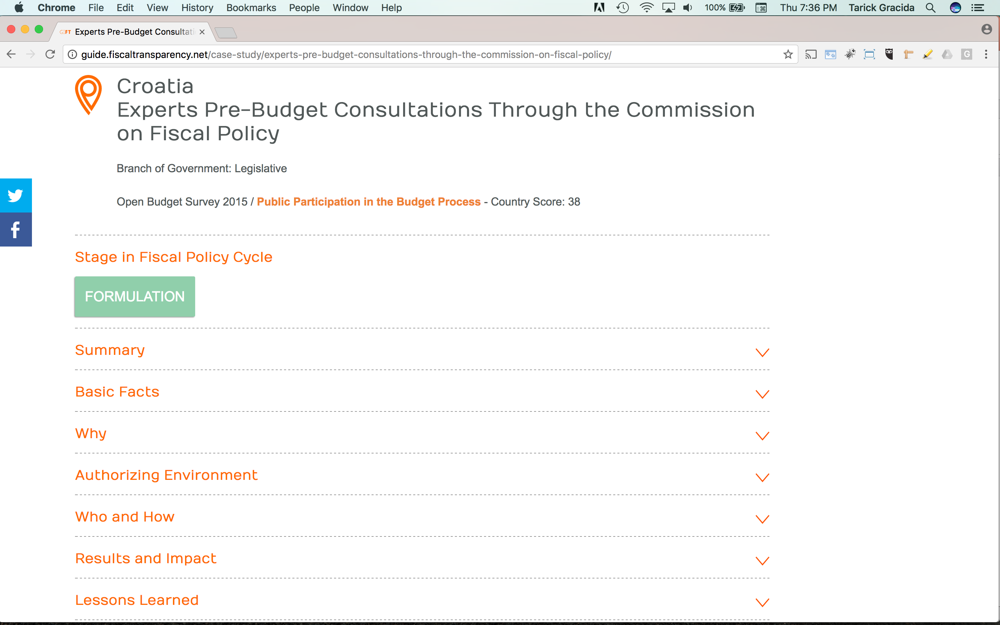 Chrome File Edit View History Bookmarks People Window Help 100% Thu 7:36 PM Tarick Gracida
GIFT Experts Pre-Budget Consultati
guide.fiscaltransparency.net/case-study/experts-pre-budget-consultations-through-the-commission-on-fiscal-policy/ G
Croatia
Experts Pre-Budget Consultations Through the Commission
on Fiscal Policy
Branch of Government: Legislative
Open Budget Survey 2015 / Public Participation in the Budget Process - Country Score: 38
Stage in Fiscal Policy Cycle
FORMULATION
Summary
Basic Facts
Why
Authorizing Environment
Who and How
Results and Impact
Lessons Learned